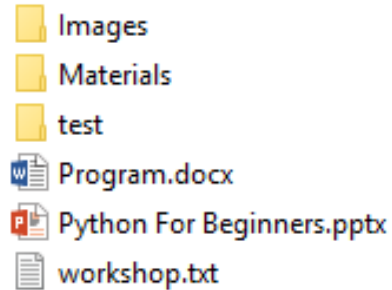 Images
Materials
test
Program.docx
Python For Beginners.pptx
workshop.txt